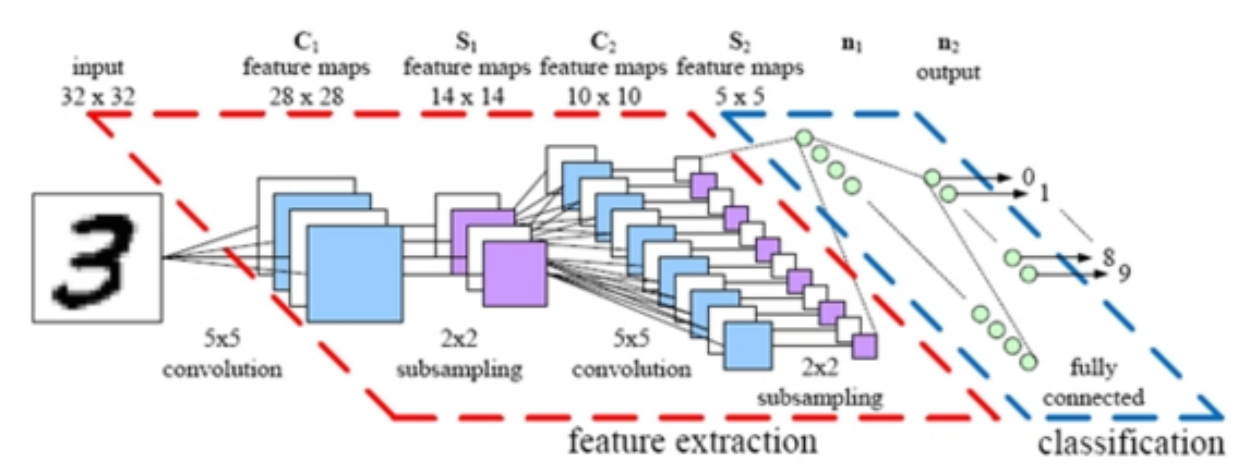 input
32 x 32
C₁
feature maps
28 x 28
S₁
feature maps
14 x 14
C₂
feature maps
10 x 10
S₂
feature maps
5 x 5
n₁
n₂
output
0
1
8
9
3
5x5
convolution
2x2
subsampling
5x5
convolution
2x2
subsampling
fully
connected
feature extraction
classification